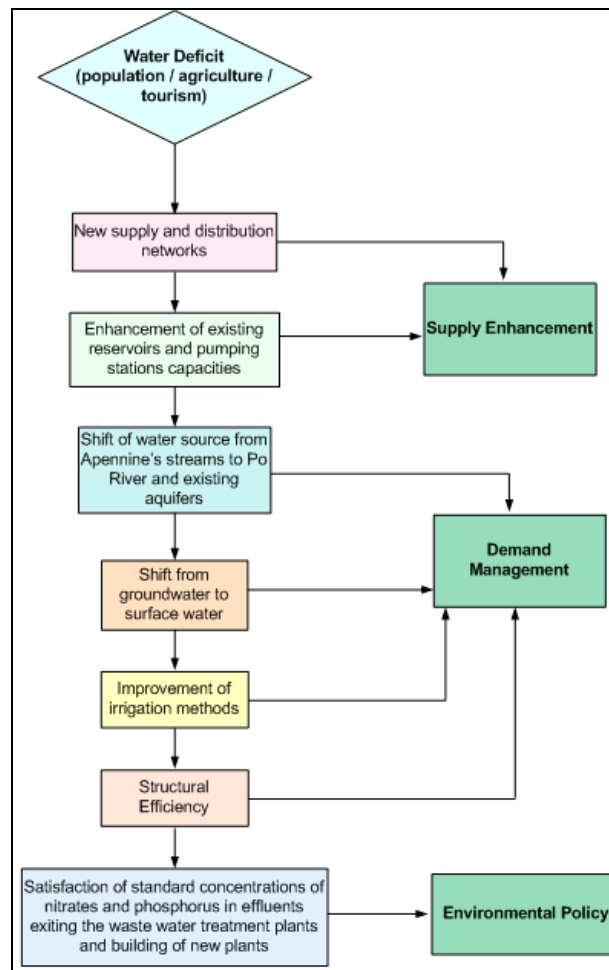 Water Deficit
(population / agriculture /
tourism)
New supply and distribution
networks
Supply Enhancement
Enhancement of existing
reservoirs and pumping
stations capacities
Shift of water source from
Apennine's streams to Po
River and existing
aquifers
Demand
Management
Shift from
groundwater to
surface water
Improvement of
irrigation methods
Structural
Efficiency
Satisfaction of standard concentrations of
nitrates and phosphorus in effluents
exiting the waste water treatment plants
and building of new plants
Environmental Policy